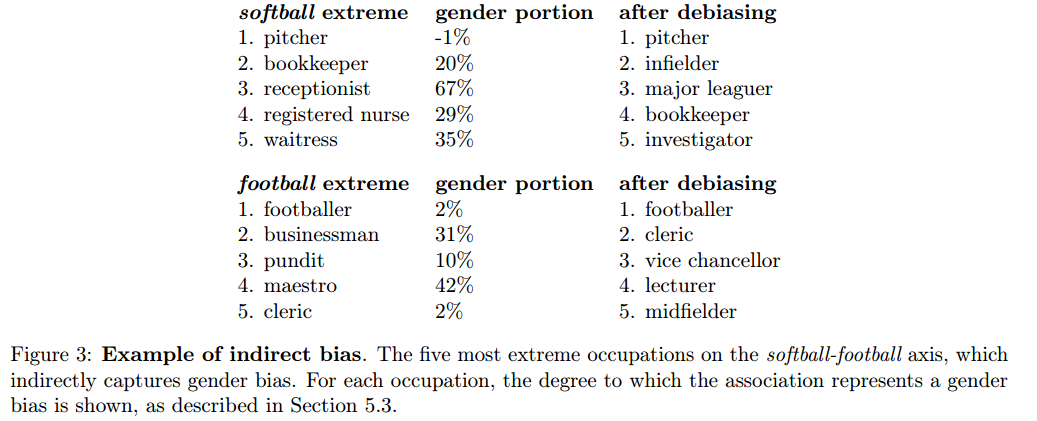 softball extreme gender portion after debiasing
1. pitcher -1% 1. pitcher
2. bookkeeper 20% 2. infielder
3. receptionist 67% 3. major leaguer
4. registered nurse 29% 4. bookkeeper
5. waitress 35% 5. investigator
football extreme gender portion after debiasing
1. footballer 2% 1. footballer
2. businessman 31% 2. cleric
3. pundit 10% 3. vice chancellor
4. maestro 42% 4. lecturer
5. cleric 2% 5. midfielder
Figure 3: Example of indirect bias. The five most extreme occupations on the softball-football axis, which
indirectly captures gender bias. For each occupation, the degree to which the association represents a gender
bias is shown, as described in Section 5.3.